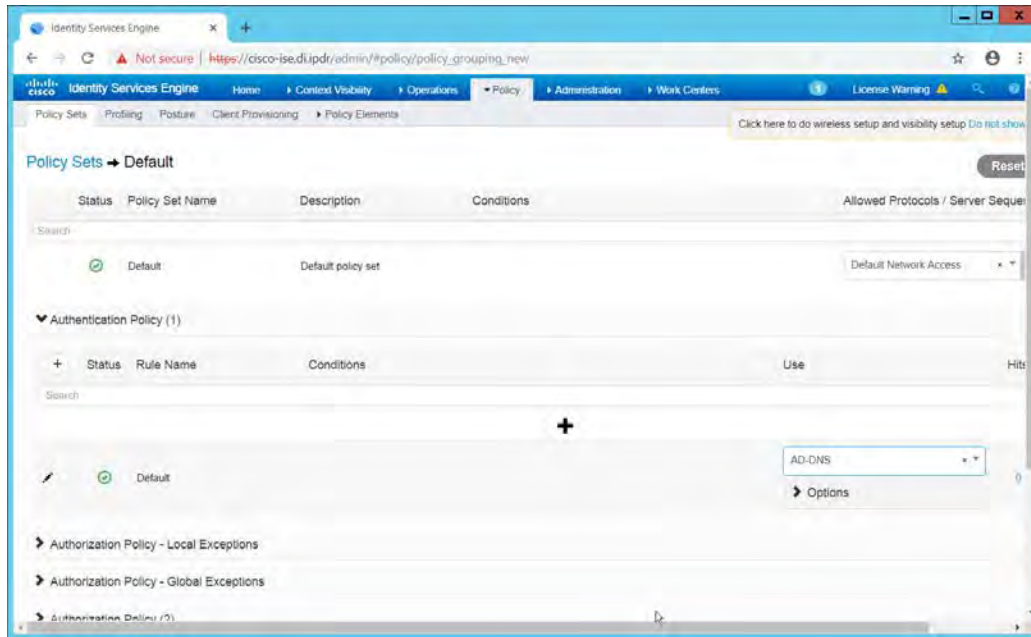 Identity Services Engine × +
Not secure | https://cisco-ise.di.ipdr/admin/#policy/policy_grouping_new
cisco Identity Services Engine Home Context Visibility Operations Policy Administration Work Centers 1 License Warning
Policy Sets Profiling Posture Client Provisioning Policy Elements
Click here to do wireless setup and visibility setup Do not show
Policy Sets → Default
Reset
Status Policy Set Name Description Conditions Allowed Protocols / Server Seque
Search
Default Default policy set Default Network Access × 
Authentication Policy (1)
+ Status Rule Name Conditions Use Hits
Search
+
AD-DNS ×
Default 0
Options
Authorization Policy - Local Exceptions
Authorization Policy - Global Exceptions
Authorization Policy (2)